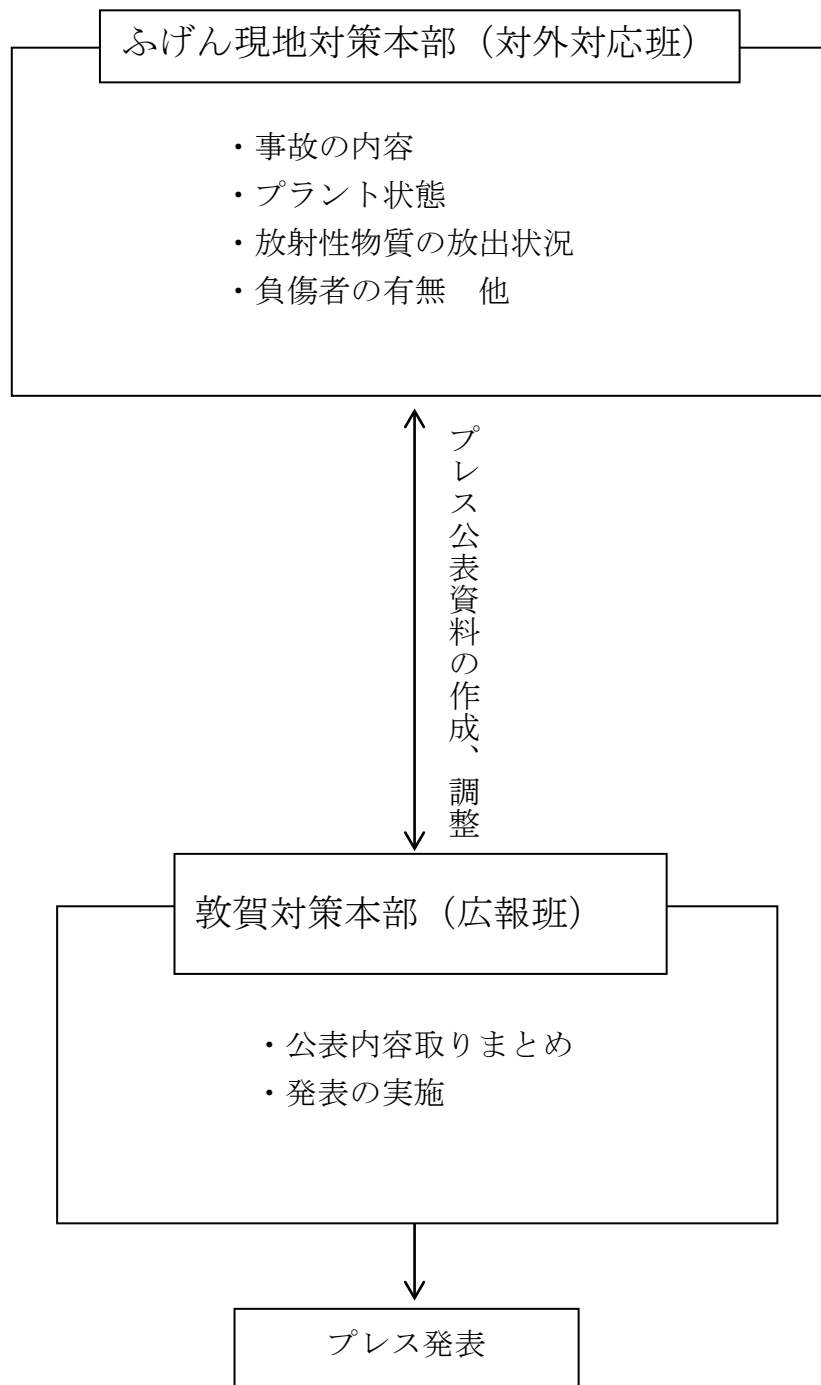 ふげん現地対策本部（対外対応班）
・事故の内容
・プラント状態
・放射性物質の放出状況
・負傷者の有無　他
プレス公表資料の作成、調整
敦賀対策本部（広報班）
・公表内容取りまとめ
・発表の実施
プレス発表